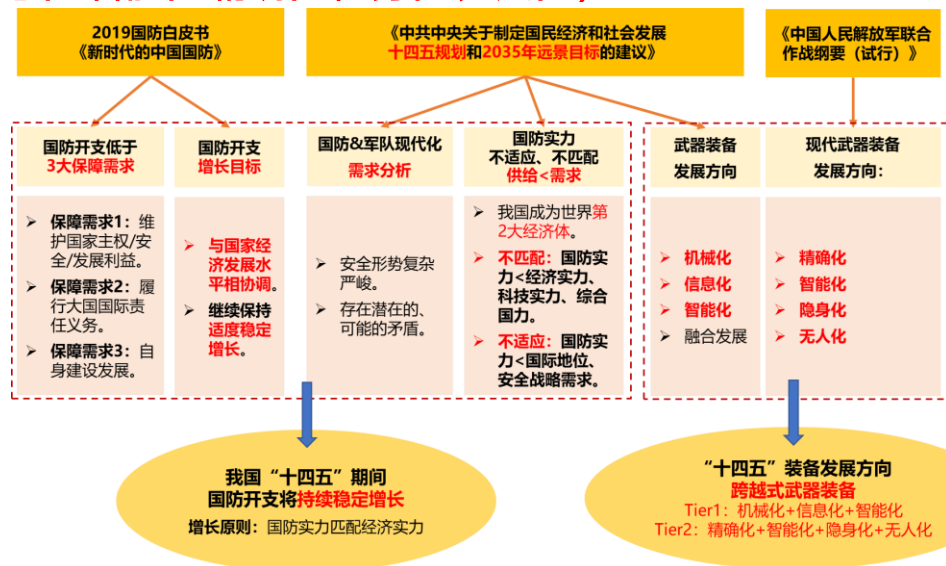 2019国防白皮书
《新时代的中国国防》
《中共中央关于制定国民经济和社会发展
十四五规划和2035年远景目标的建议》
《中国人民解放军联合
作战纲要（试行）》
国防开支低于
3大保障需求
国防开支
增长目标
国防&军队现代化
需求分析
国防实力
不适应、不匹配
供给<需求
武器装备
发展方向
现代武器装备
发展方向：
➢ 保障需求1：维
护国家主权/安
全/发展利益。
➢ 保障需求2：履
行大国国际责
任义务。
➢ 保障需求3：自
身建设发展。
➢ 与国家经
济发展水
平相协调。
➢ 继续保持
适度稳定
增长。
➢ 安全形势复杂
严峻。
➢ 存在潜在的、
可能的矛盾。
➢ 我国成为世界第
2大经济体。
➢ 不匹配：国防实
力<经济实力、
科技实力、综合
国力。
➢ 不适应：国防实
力<国际地位、
安全战略需求。
➢ 机械化
➢ 信息化
➢ 智能化
➢ 融合发展
➢ 精确化
➢ 智能化
➢ 隐身化
➢ 无人化
我国“十四五”期间
国防开支将持续稳定增长
增长原则：国防实力匹配经济实力
“十四五”装备发展方向
跨越式武器装备
Tier1：机械化+信息化+智能化
Tier2：精确化+智能化+隐身化+无人化